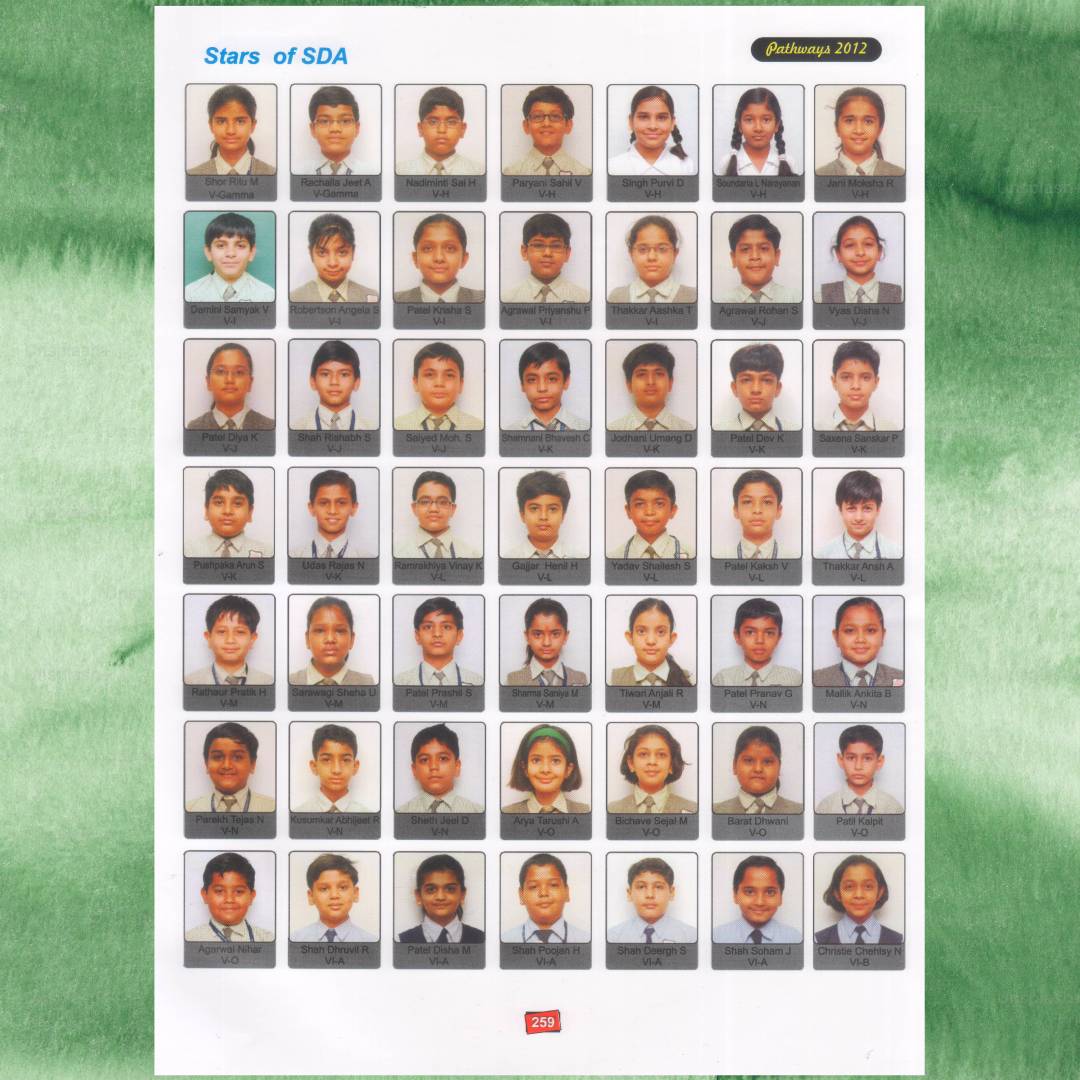 Stars of SDA
Pathways 2012
Shor Ritu M
V-Gamma
Rachalla Jeet A
V-Gamma
Nadiminti Sai H
V-H
Paryani Sahil V
V-H
Singh Purvi D
V-H
Soundaria L Narayanan
V-H
Jani Moksha R
V-J
Damini Samyak V
V-I
Robertson Angela S
V-I
Patel Krisha S
V-I
Agrawal Priyanshu P
V-I
Thakkar Aashka T
V-I
Agrawal Rohan S
V-J
Vyas Disha N
V-J
Patel Diya K
V-J
Shah Rishabh S
V-J
Saiyed Moh. S
V-J
Shamnani Bhavesh C
V-K
Jodhani Umang D
V-K
Patel Dev K
V-K
Saxena Sanskar P
V-K
Pushpaka Arun S
V-K
Udas Rajas N
V-K
Ramrakhiya Vinay K
V-L
Gajjar Henil H
V-L
Yadav Shailesh S
V-L
Patel Kaksh V
V-L
Thakkar Ansh A
V-L
Rathaur Pratik H
V-M
Sarawagi Sneha U
V-M
Patel Prashil S
V-M
Sharma Saniya M
V-M
Tiwari Anjali R
V-M
Patel Pranav G
V-N
Mallik Ankita B
V-N
Parekh Tejas N
V-N
Kusumkar Abhijeet R
V-N
Sheth Jeel D
V-N
Arya Tarushi A
V-O
Bichave Sejal M
V-O
Barat Dhwani
V-O
Patil Kalpit
V-O
Agarwal Nihar
V-O
Shah Dhruvil R
VI-A
Patel Disha M
VI-A
Shah Poojan H
VI-A
Shah Deergh S
VI-A
Shah Soham J
VI-A
Christie Chehlsy N
VI-B
259